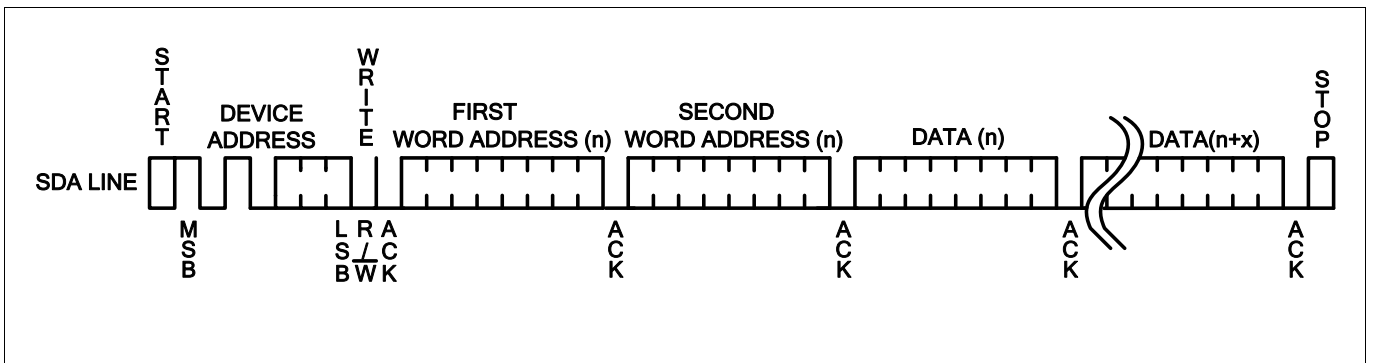 START
WRITE
STOP
DEVICE
ADDRESS
FIRST
WORD ADDRESS (n)
SECOND
WORD ADDRESS (n)
DATA (n)
DATA(n+x)
SDA LINE
MSB
LSB
R/W
ACK
ACK
ACK
ACK
ACK